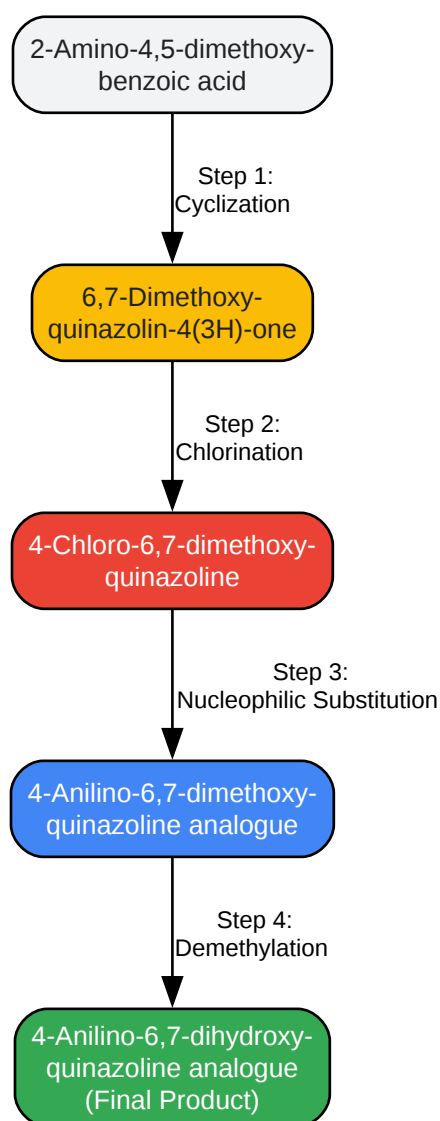 2-Amino-4,5-dimethoxy-
benzoic acid
Step 1:
Cyclization
6,7-Dimethoxy-
quinazolin-4(3H)-one
Step 2:
Chlorination
4-Chloro-6,7-dimethoxy-
quinazoline
Step 3:
Nucleophilic Substitution
4-Anilino-6,7-dimethoxy-
quinazoline analogue
Step 4:
Demethylation
4-Anilino-6,7-dihydroxy-
quinazoline analogue
(Final Product)